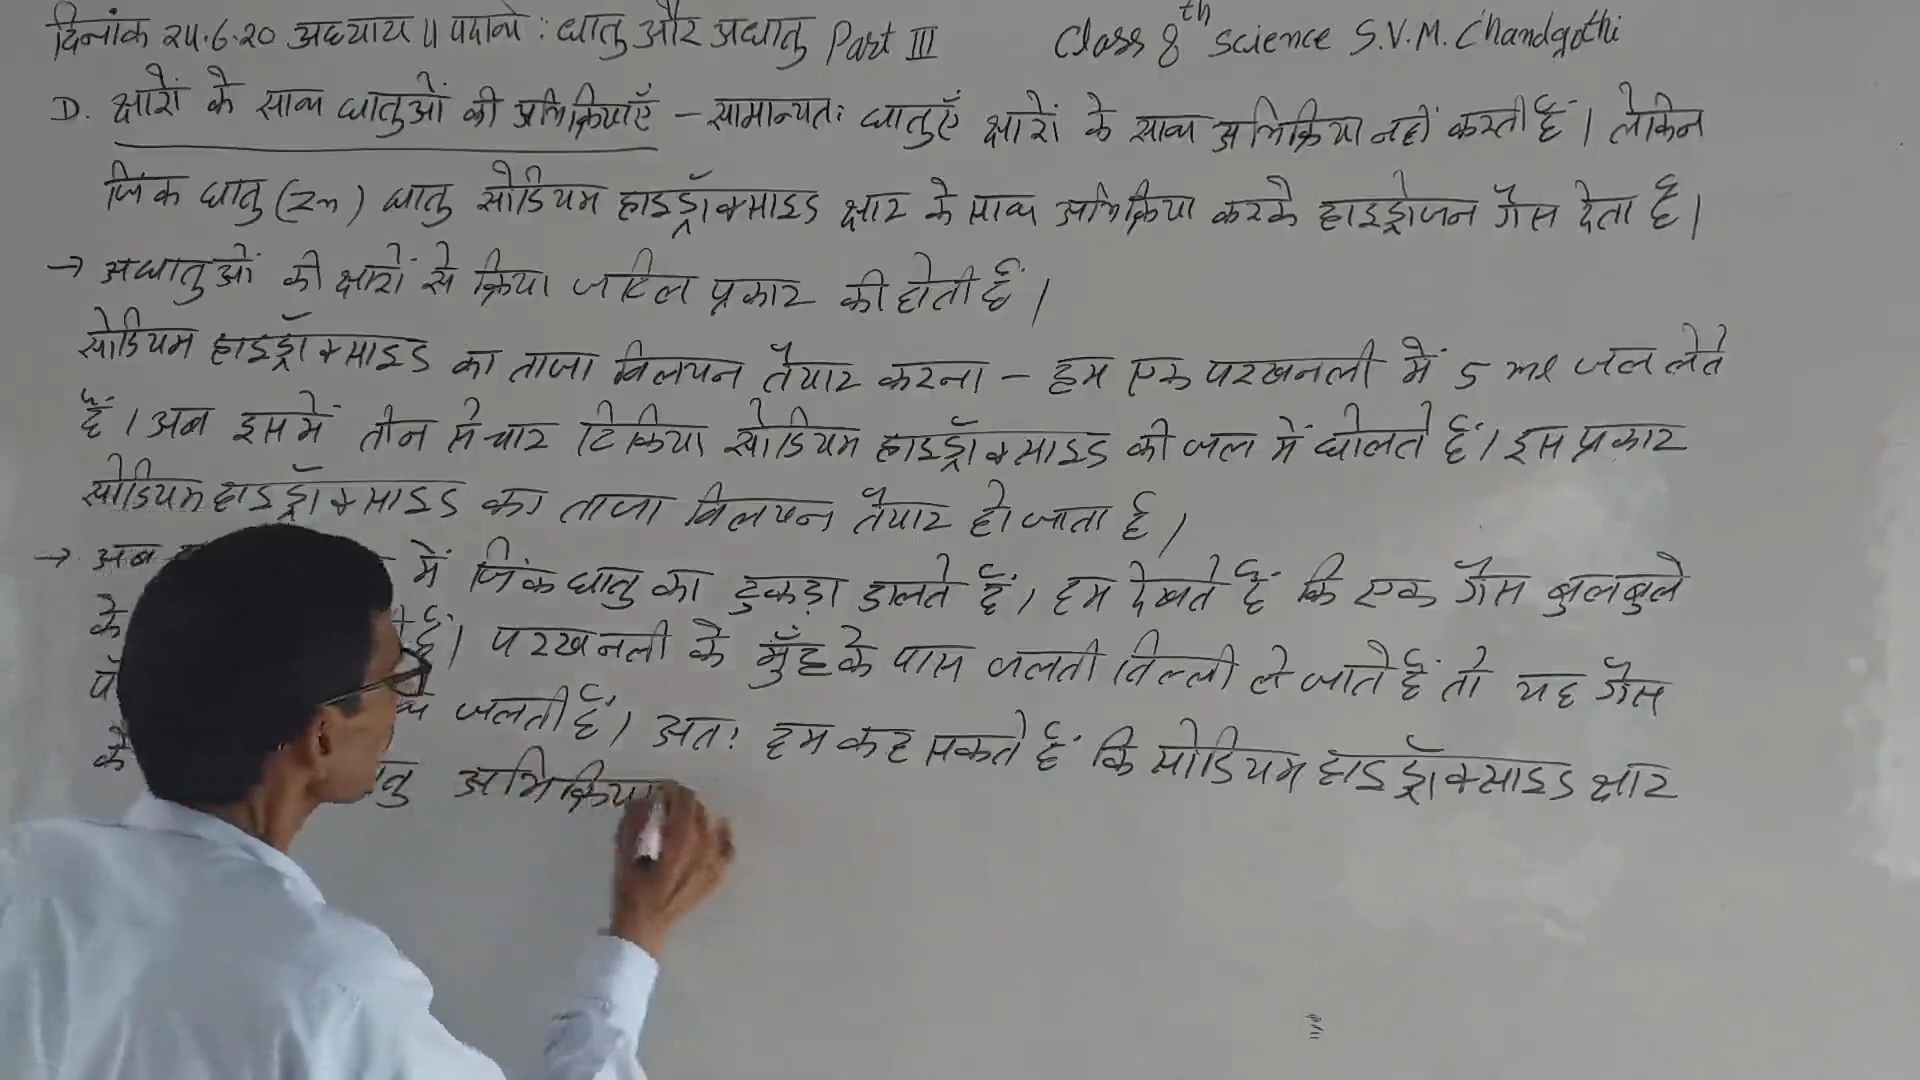 दिनांक 24.6.20 अध्याय 4 पदार्थ : धातु और अधातु Part III Class 8th Science S.V.M. Chandgothi
D. क्षारों के साथ धातुओं की अभिक्रियाएँ – सामान्यतः धातुएँ क्षारों के साथ अभिक्रिया नहीं करती हैं। लेकिन
जिंक धातु (Zn) धातु सोडियम हाइड्रॉक्साइड क्षार के साथ अभिक्रिया करके हाइड्रोजन गैस देता है।
→ अधातुओं की क्षारों से क्रिया जटिल प्रकार की होती हैं।
सोडियम हाइड्रॉक्साइड का ताजा विलयन तैयार करना – हम एक परखनली में 5 ml जल लेते
हैं। अब इसमें तीन से चार टिकिया सोडियम हाइड्रॉक्साइड की जल में घोलते हैं। इस प्रकार
सोडियम हाइड्रॉक्साइड का ताजा विलयन तैयार हो जाता है।
→ अब में जिंक धातु का टुकड़ा डालते हैं। हम देखते हैं कि एक गैस बुलबुले
के है। परखनली के मुँह के पास जलती तिल्ली ले जाते हैं तो यह गैस
जलती हैं। अतः हम कह सकते हैं कि सोडियम हाइड्रॉक्साइड क्षार
के अभिक्रिया